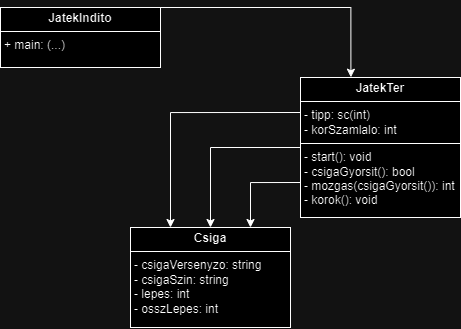 JatekIndito
+ main: (...)
JatekTer
- tipp: sc(int)
- korSzamlalo: int
- start(): void
- csigaGyorsit(): bool
- mozgas(csigaGyorsit()): int
- korok(): void
Csiga
- csigaVersenyzo: string
- csigaSzin: string
- lepes: int
- osszLepes: int